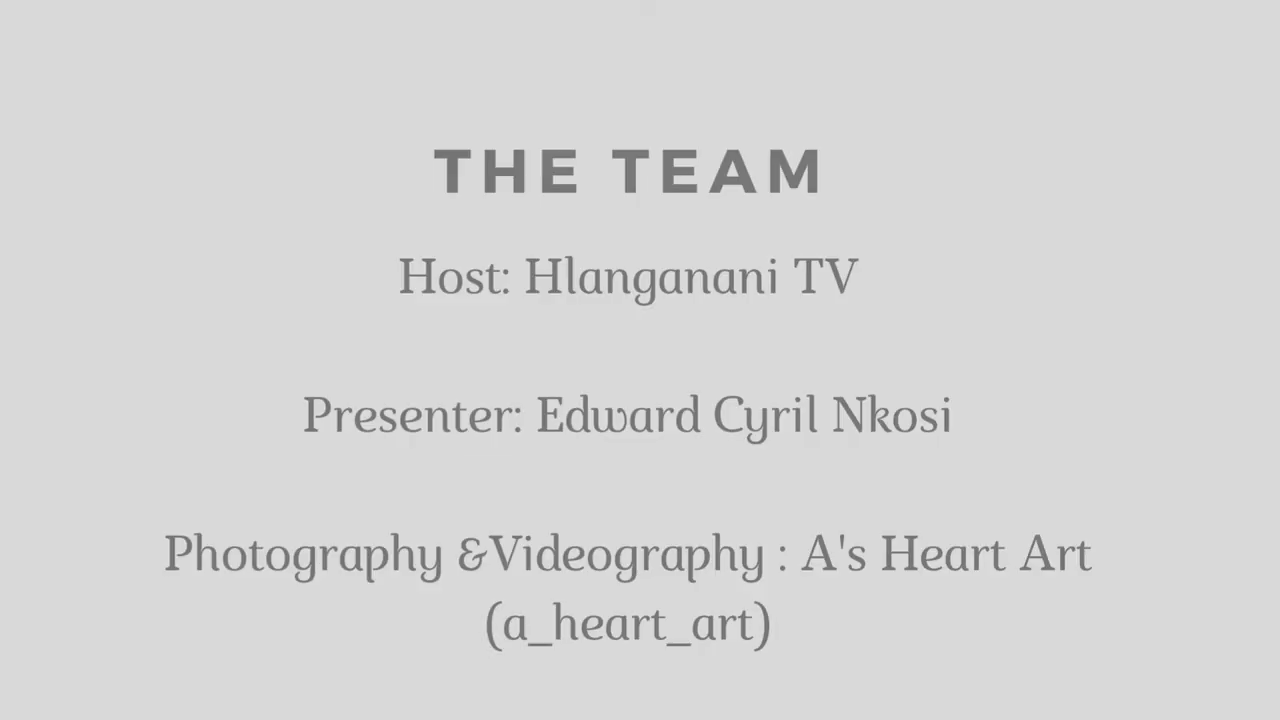 THE TEAM
Host: Hlanganani TV
Presenter: Edward Cyril Nkosi
Photography &Videography : A's Heart Art
(a_heart_art)